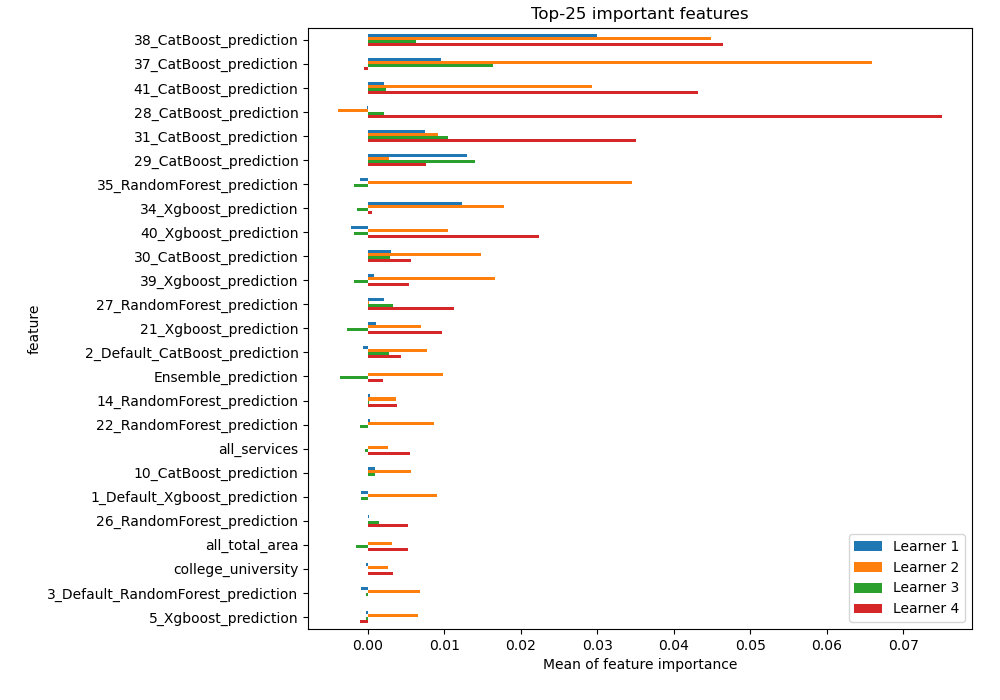 Top-25 important features
38_CatBoost_prediction
37_CatBoost_prediction
41_CatBoost_prediction
28_CatBoost_prediction
31_CatBoost_prediction
29_CatBoost_prediction
35_RandomForest_prediction
34_Xgboost_prediction
40_Xgboost_prediction
30_CatBoost_prediction
39_Xgboost_prediction
27_RandomForest_prediction
21_Xgboost_prediction
2_Default_CatBoost_prediction
Ensemble_prediction
14_RandomForest_prediction
22_RandomForest_prediction
all_services
10_CatBoost_prediction
1_Default_Xgboost_prediction
26_RandomForest_prediction
all_total_area
college_university
3_Default_RandomForest_prediction
5_Xgboost_prediction
feature
Learner 1
Learner 2
Learner 3
Learner 4
0.00 0.01 0.02 0.03 0.04 0.05 0.06 0.07
Mean of feature importance